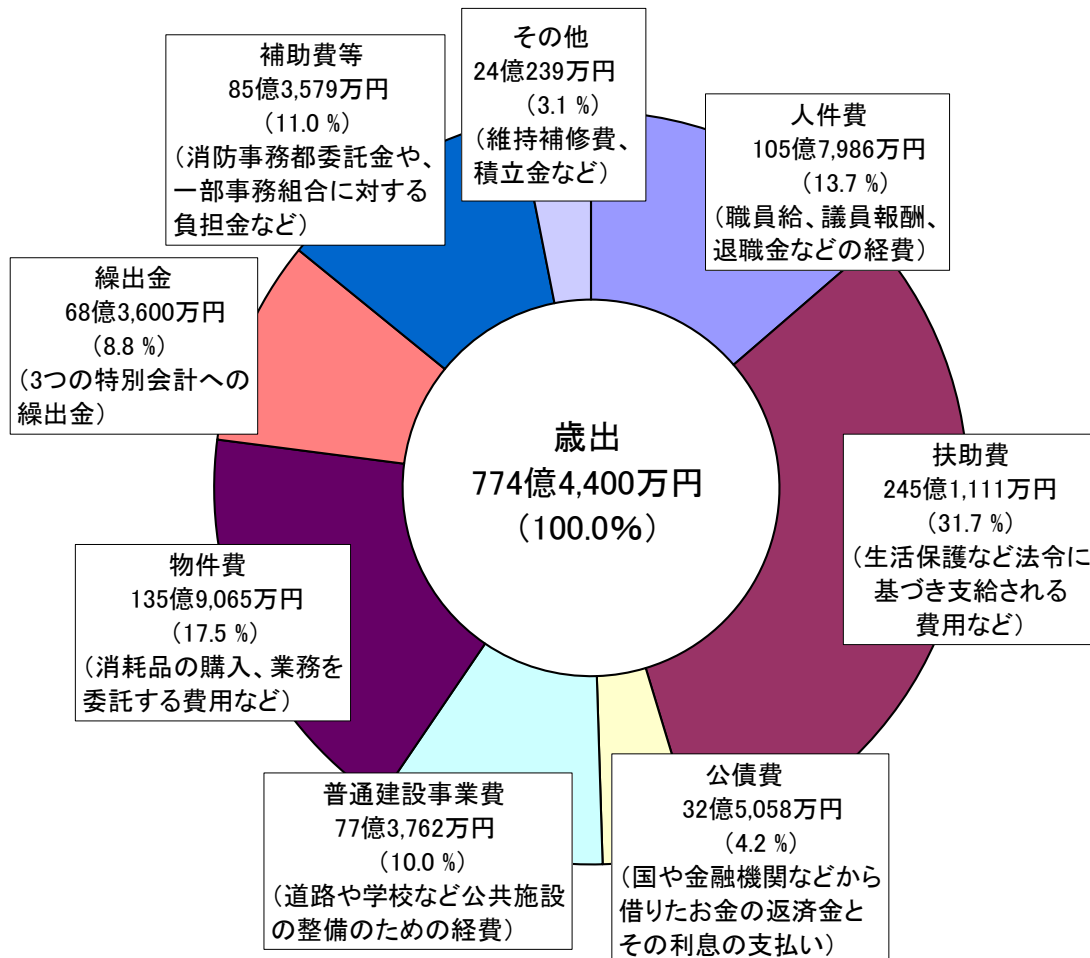 その他
24億239万円
(3.1 %)
(維持補修費、
積立金など)
人件費
105億7,986万円
(13.7 %)
(職員給、議員報酬、
退職金などの経費)
扶助費
245億1,111万円
(31.7 %)
(生活保護など法令に
基づき支給される
費用など)
公債費
32億5,058万円
(4.2 %)
(国や金融機関などから
借りたお金の返済金と
その利息の支払い)
普通建設事業費
77億3,762万円
(10.0 %)
(道路や学校など公共施設
の整備のための経費)
物件費
135億9,065万円
(17.5 %)
(消耗品の購入、業務を
委託する費用など)
繰出金
68億3,600万円
(8.8 %)
(3つの特別会計への
繰出金)
補助費等
85億3,579万円
(11.0 %)
(消防事務都委託金や、
一部事務組合に対する
負担金など)
歳出
774億4,400万円
(100.0%)